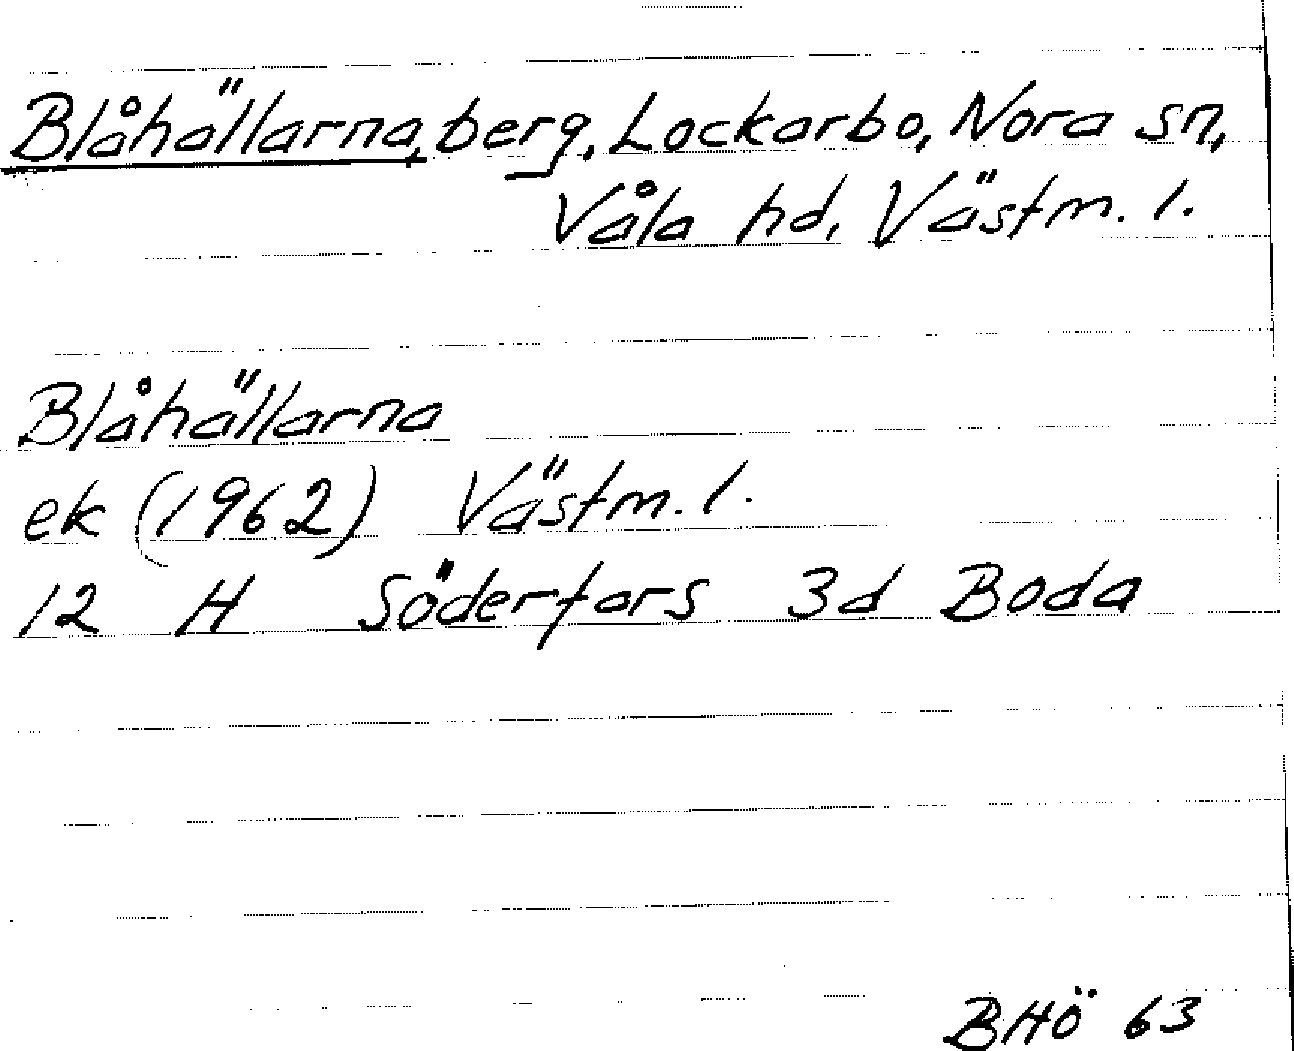 Blåhällarna, berg, Lockarbo, Nora sn,
Våla hd, Västm. l.
Blåhällarna
ek (1962) Västm. l.
12 H Söderfors 3d Boda
BHÖ 63